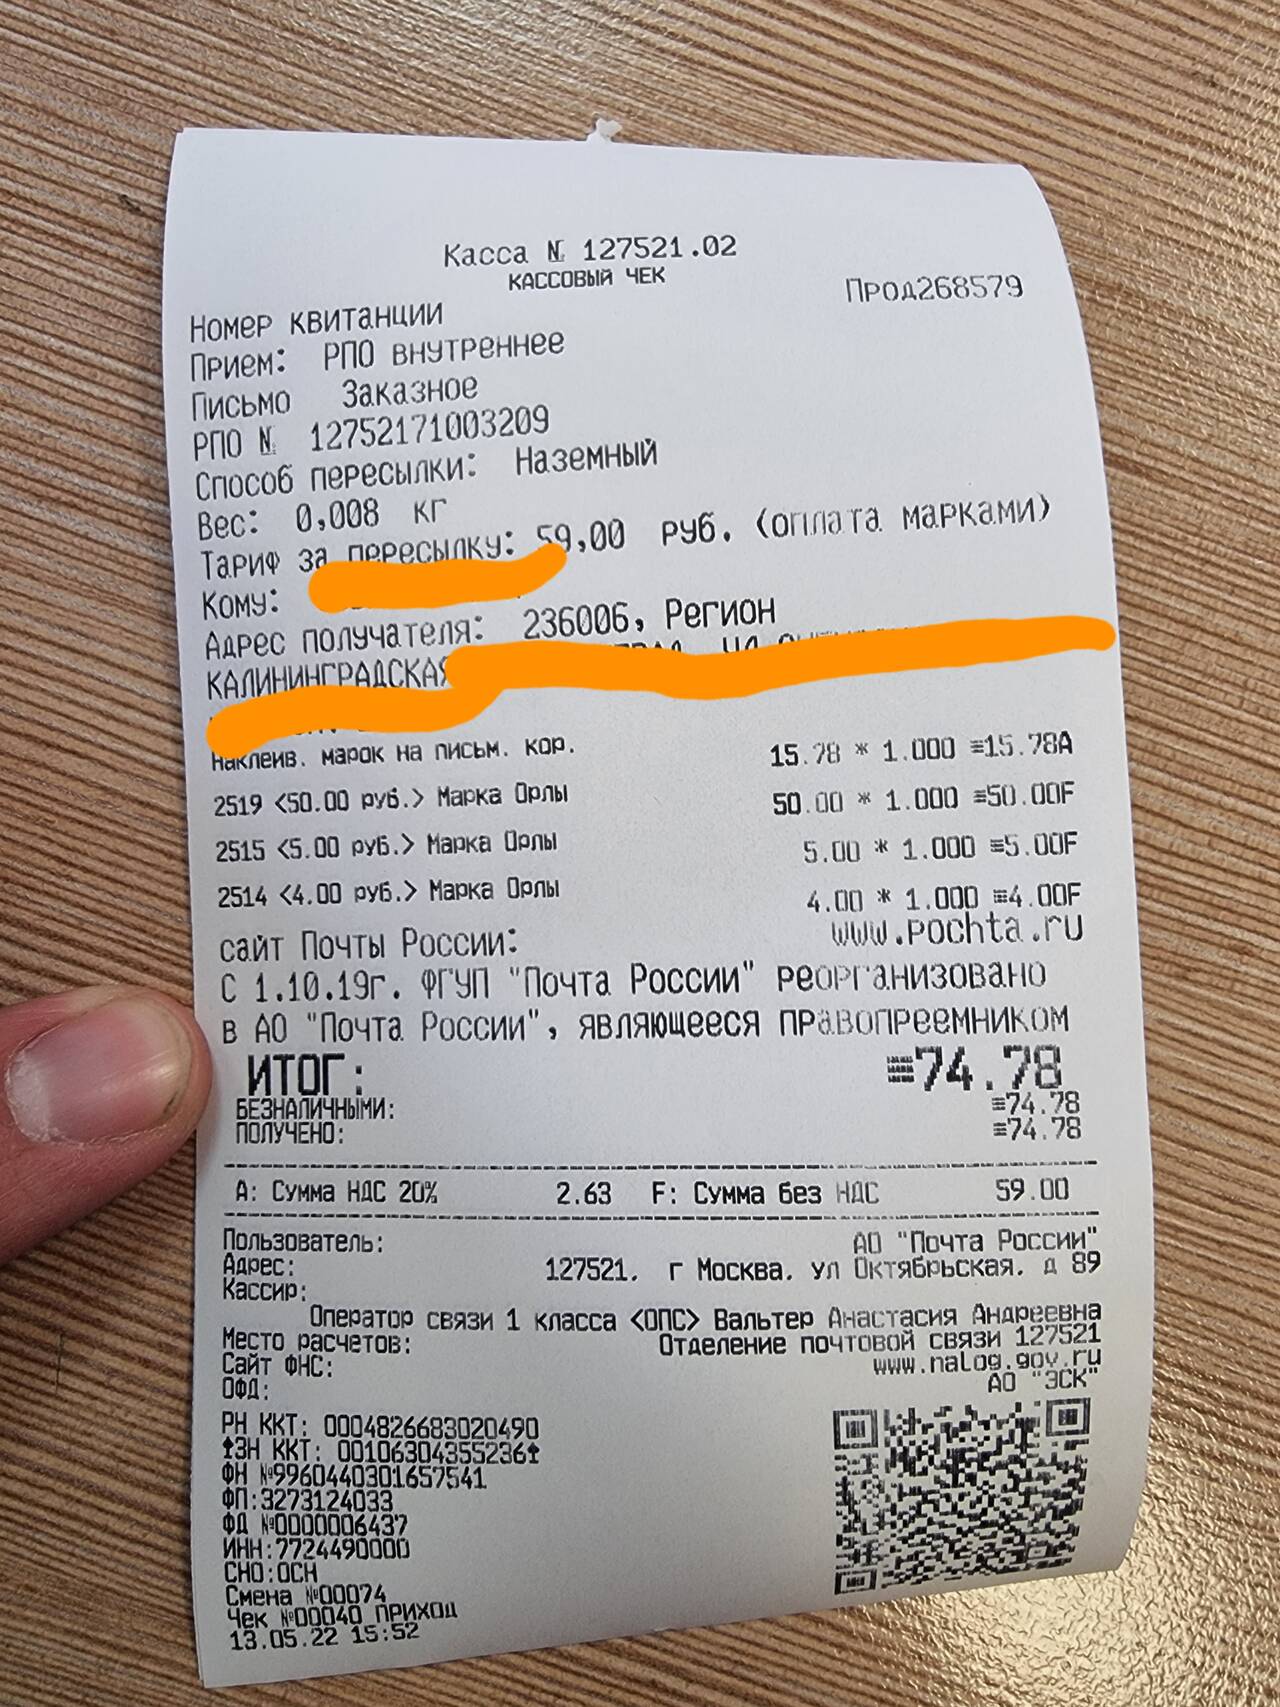 Касса № 127521.02
КАССОВЫЙ ЧЕК
Прод268579
Номер квитанции
Прием: РПО внутреннее
Письмо Заказное
РПО № 12752171003209
Способ пересылки: Наземный
Вес: 0,008 кг
Тариф за пересылку: 59,00 руб. (оплата марками)
Кому:
Адрес получателя: 236006, Регион
КАЛИНИНГРАДСКАЯ
Наклеив. марок на письм. кор. 15.78 * 1.000 ≡15.78А
2519 <50.00 руб.> Марка Орлы 50.00 * 1.000 ≡50.00F
2515 <5.00 руб.> Марка Орлы 5.00 * 1.000 ≡5.00F
2514 <4.00 руб.> Марка Орлы 4.00 * 1.000 ≡4.00F
сайт Почты России: www.pochta.ru
С 1.10.19г. ФГУП "Почта России" реорганизовано
в АО "Почта России", являющееся правопреемником
ИТОГ: ≡74.78
БЕЗНАЛИЧНЫМИ: ≡74.78
ПОЛУЧЕНО: ≡74.78
А: Сумма НДС 20% 2.63 F: Сумма без НДС 59.00
Пользователь: АО "Почта России"
Адрес: 127521, г Москва, ул Октябрьская, д 89
Кассир:
Оператор связи 1 класса <ОПС> Вальтер Анастасия Андреевна
Место расчетов: Отделение почтовой связи 127521
Сайт ФНС: www.nalog.gov.ru
ОФД: АО "ЭСК"
РН ККТ: 0004826683020490
ЗН ККТ: 00106304355236
ФН №9960440301657541
ФП:3273124033
ФД №0000006437
ИНН:7724490000
СНО:ОСН
Смена №00074
Чек №00040 ПРИХОД
13.05.22 15:52